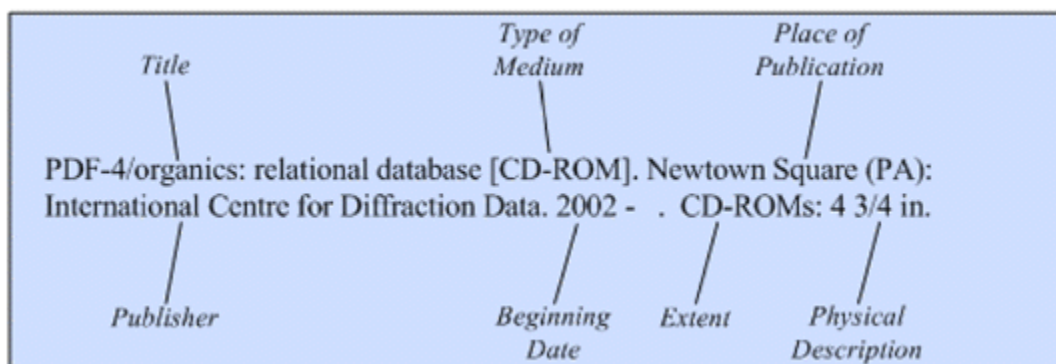 Type of
Medium
Place of
Publication
Title
PDF-4/organics: relational database [CD-ROM]. Newtown Square (PA):
International Centre for Diffraction Data. 2002 - . CD-ROMs: 4 3/4 in.
Publisher
Beginning
Date
Extent
Physical
Description